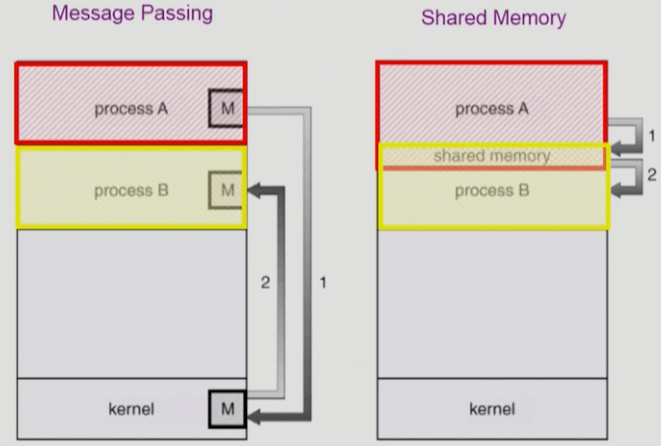 Message Passing
process A
M
process B
M
2
1
kernel
M
Shared Memory
process A
1
shared memory
2
process B
kernel